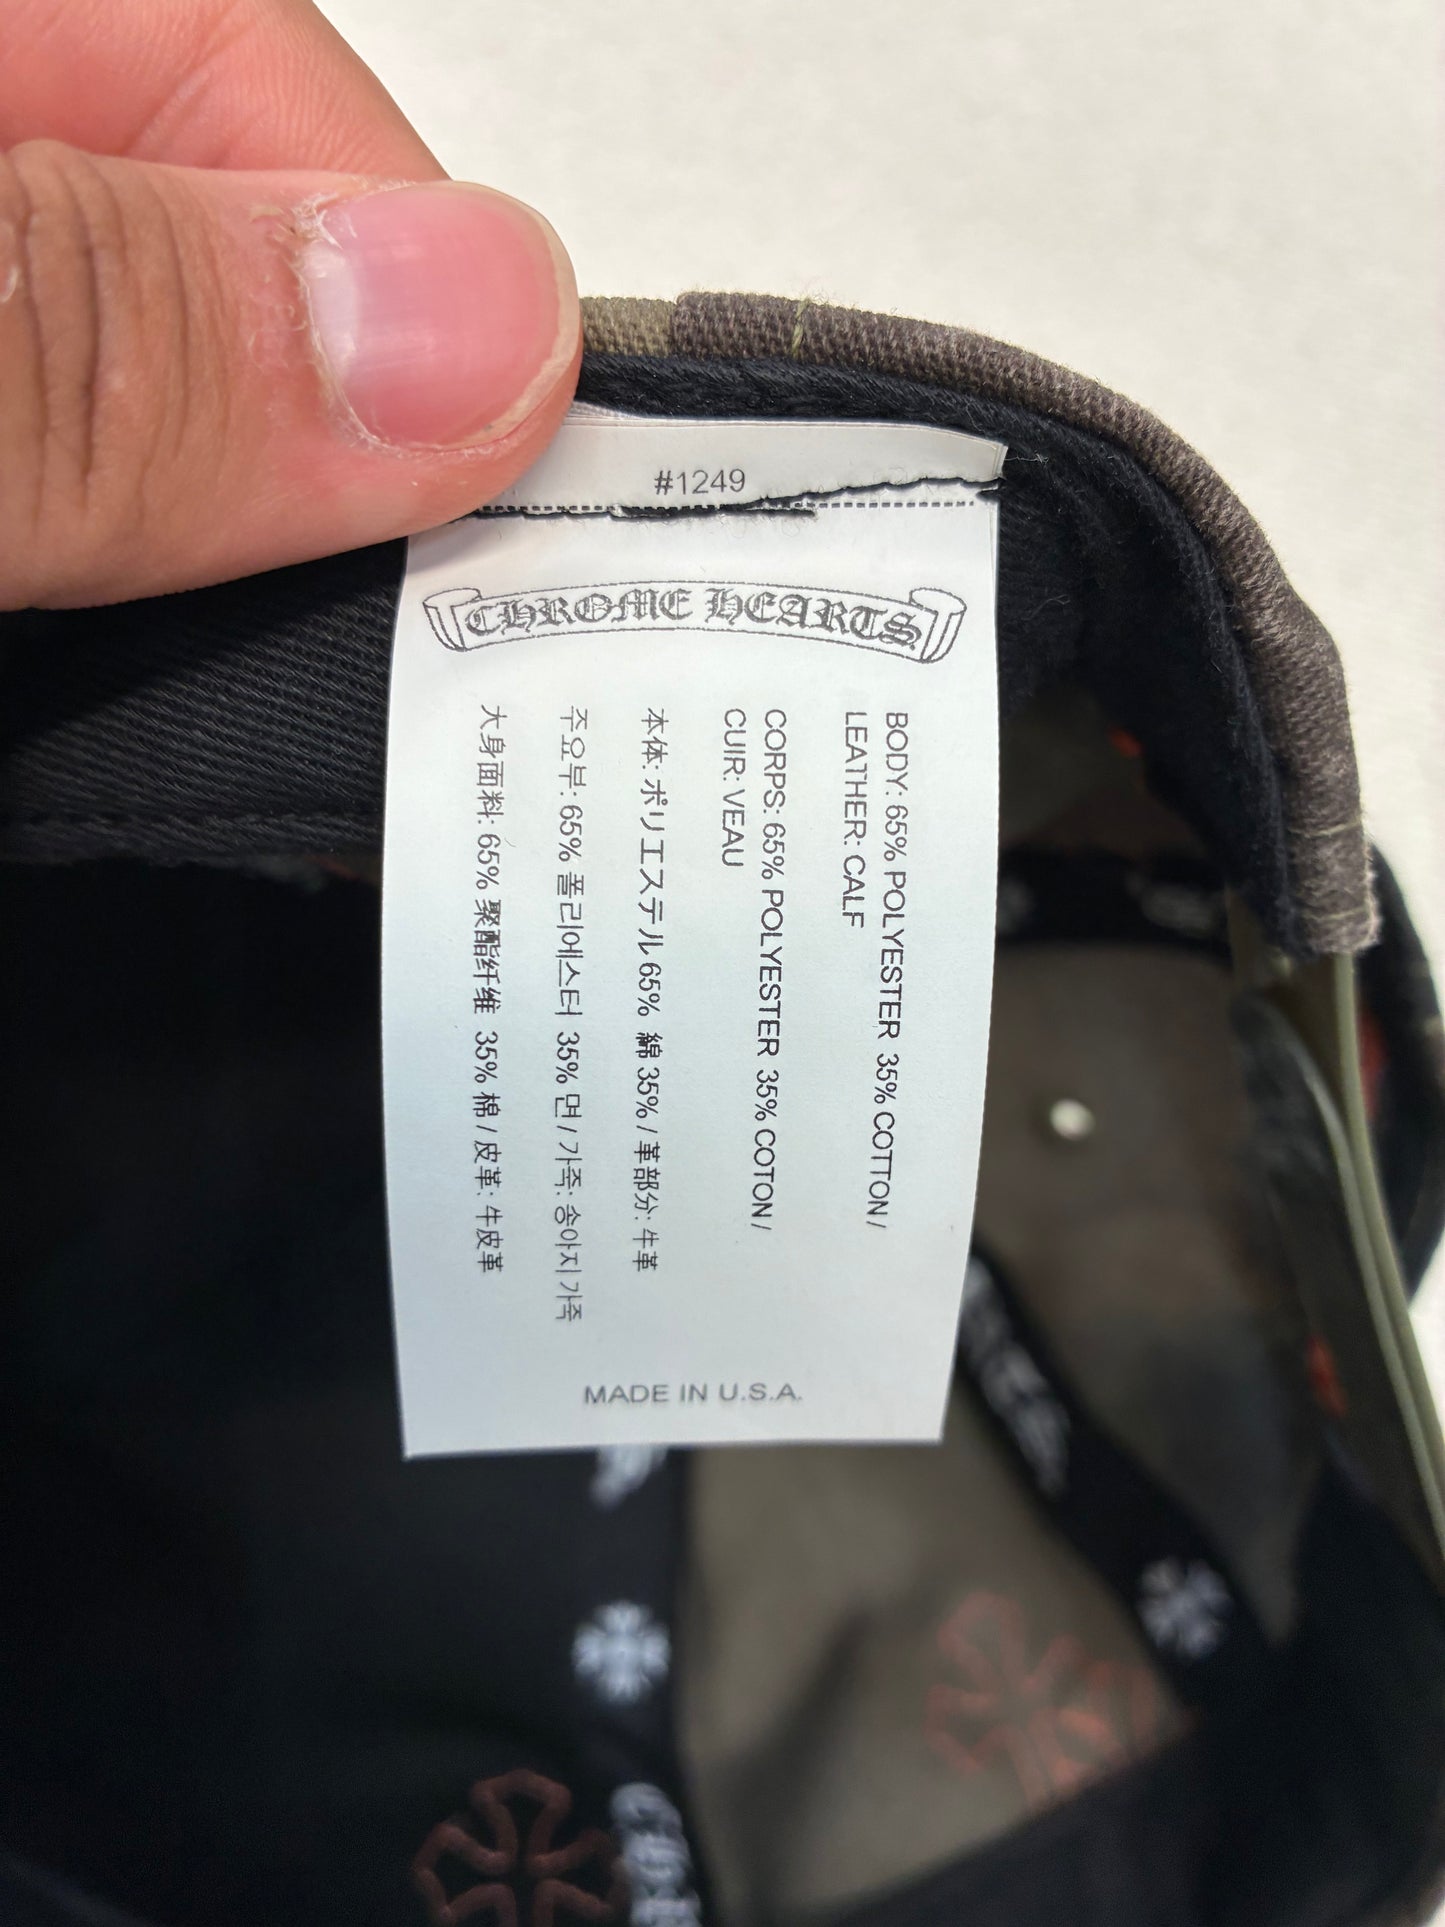 #1249
CHROME HEARTS
BODY: 65% POLYESTER 35% COTTON /
LEATHER: CALF
CORPS: 65% POLYESTER 35% COTON /
CUIR: VEAU
本体: ポリエステル 65% 綿 35% / 革部分: 牛革
주요부: 65% 폴리에스터 35% 면 / 가죽: 송아지 가죽
大身面料: 65% 聚酯纤维 35% 棉 / 皮革: 牛皮革
MADE IN U.S.A.